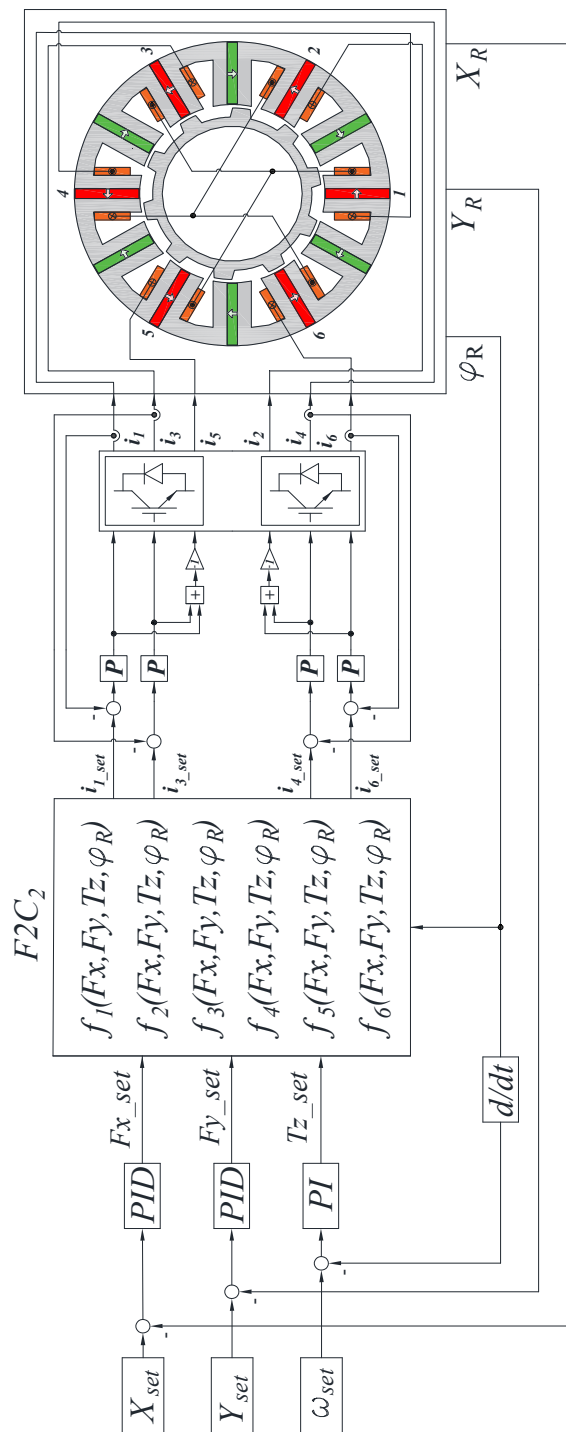 X_set
Y_set
ω_set
-
-
-
PID
PID
PI
Fx_set
Fy_set
Tz_set
d/dt
F2C_2
f_1(Fx,Fy,Tz,φ_R)
f_2(Fx,Fy,Tz,φ_R)
f_3(Fx,Fy,Tz,φ_R)
f_4(Fx,Fy,Tz,φ_R)
f_5(Fx,Fy,Tz,φ_R)
f_6(Fx,Fy,Tz,φ_R)
i_1_set
i_3_set
i_4_set
i_6_set
-
-
-
-
P
P
P
P
+
+
-1
-1
i_1
i_3
i_5
i_2
i_4
i_6
4
3
5
2
6
1
φ_R
Y_R
X_R